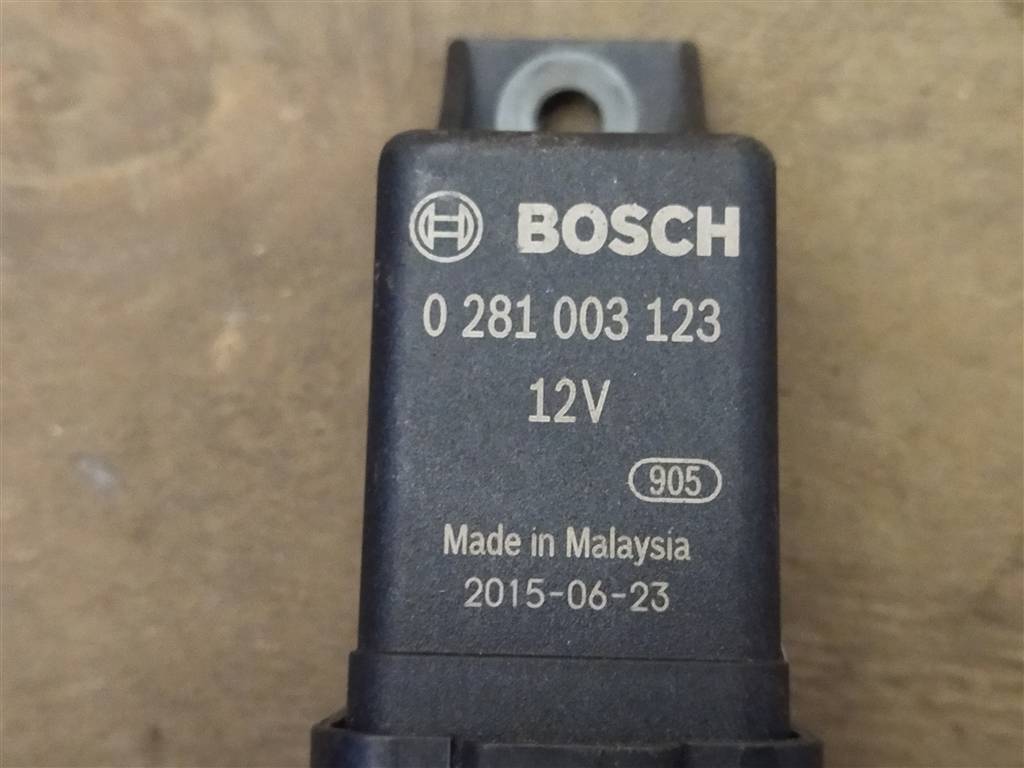 BOSCH
0 281 003 123
12V
905
Made in Malaysia
2015-06-23